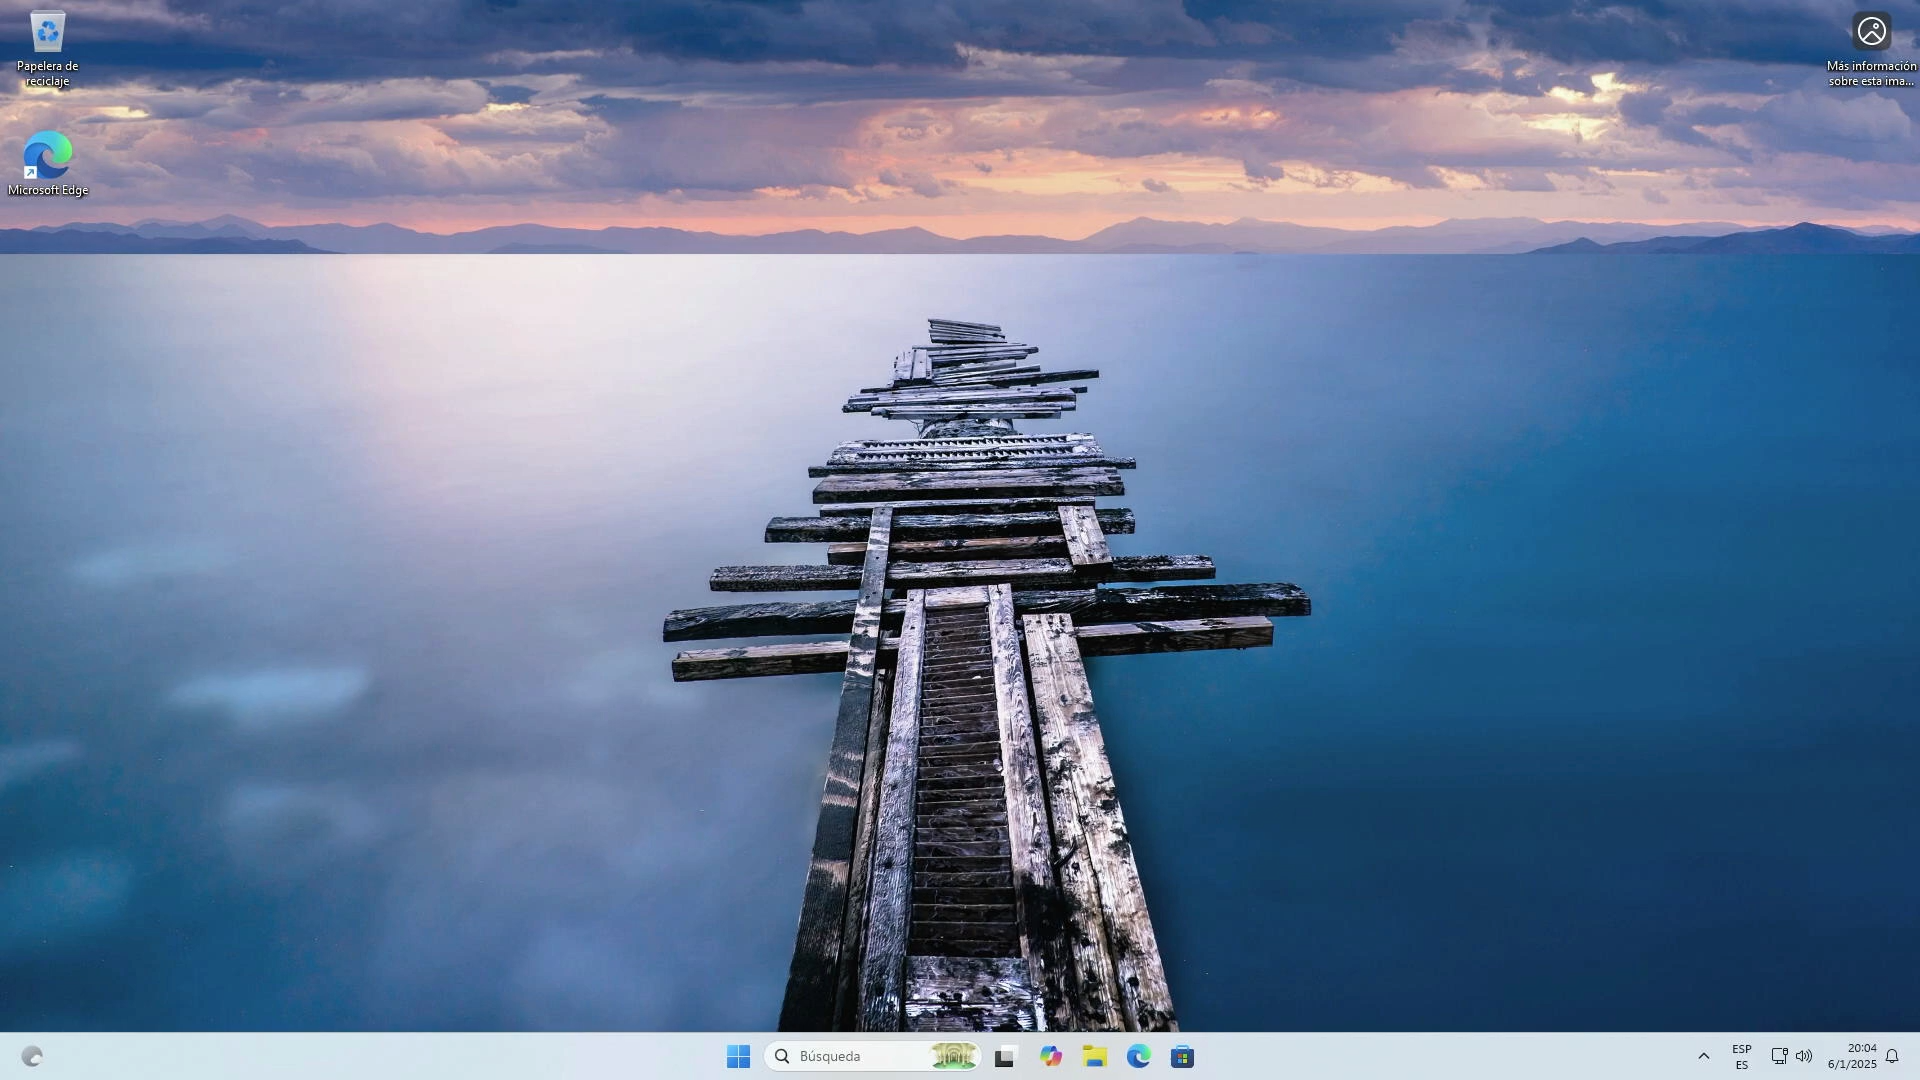 Papelera de
reciclaje
Más información
sobre esta ima...
Microsoft Edge
Búsqueda
ESP
ES
20:04
6/1/2025